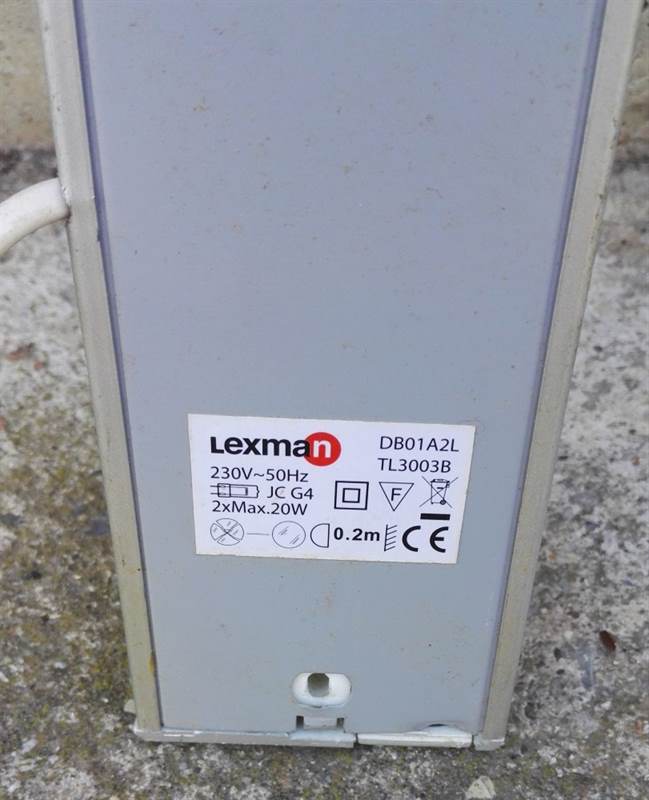 Lexman
DB01A2L
TL3003B
230V~50Hz
JC G4
2xMax.20W
F
0.2m
CE